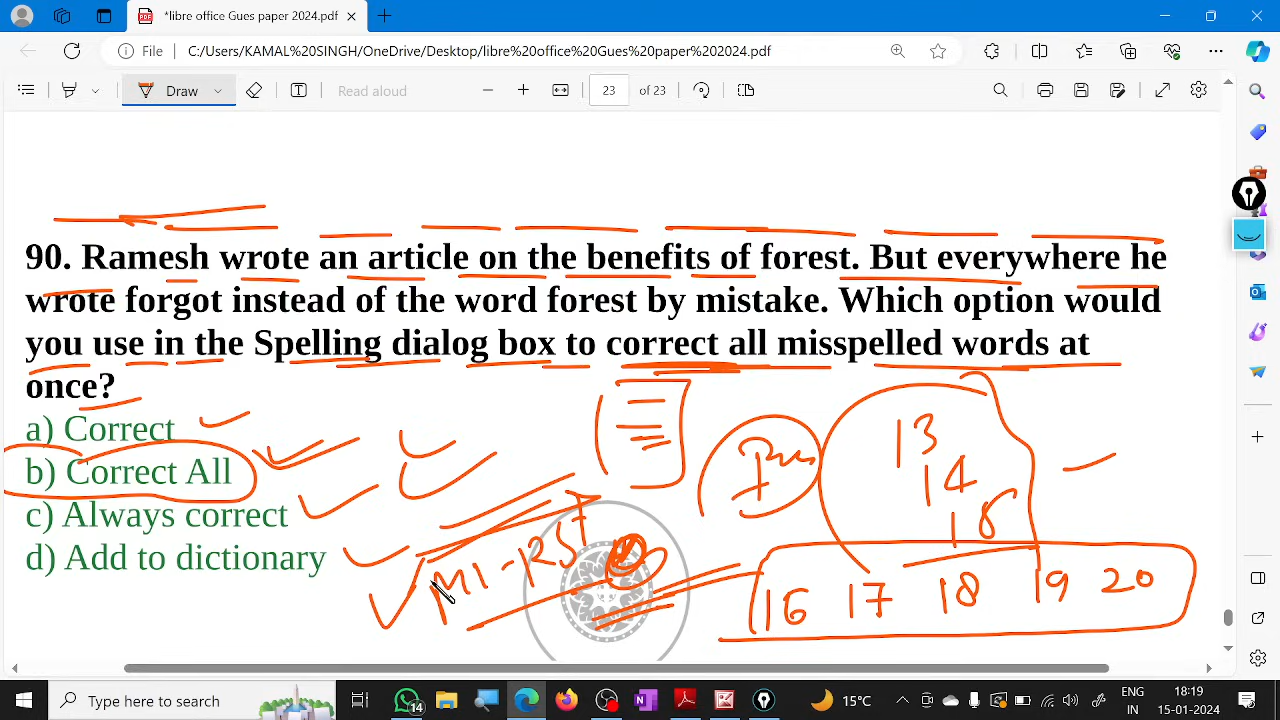 *libre office Gues paper 2024.pdf
File
C:/Users/KAMAL%20SINGH/OneDrive/Desktop/libre%20office%20Gues%20paper%202024.pdf
Draw
Read aloud
23
of 23
90. Ramesh wrote an article on the benefits of forest. But everywhere he
wrote forgot instead of the word forest by mistake. Which option would
you use in the Spelling dialog box to correct all misspelled words at
once?
a) Correct
b) Correct All
c) Always correct
d) Add to dictionary
13
14
18
M1-R5
16 17 18 19 20
Type here to search
14
15°C
ENG
IN
18:19
15-01-2024